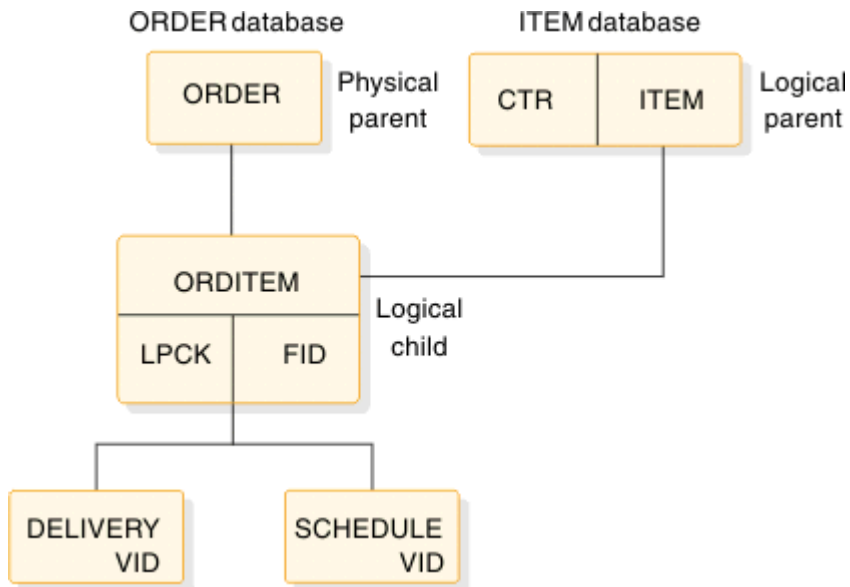 ORDER database
ITEM database
ORDER
Physical
parent
CTR
ITEM
Logical
parent
ORDITEM
LPCK
FID
Logical
child
DELIVERY
VID
SCHEDULE
VID